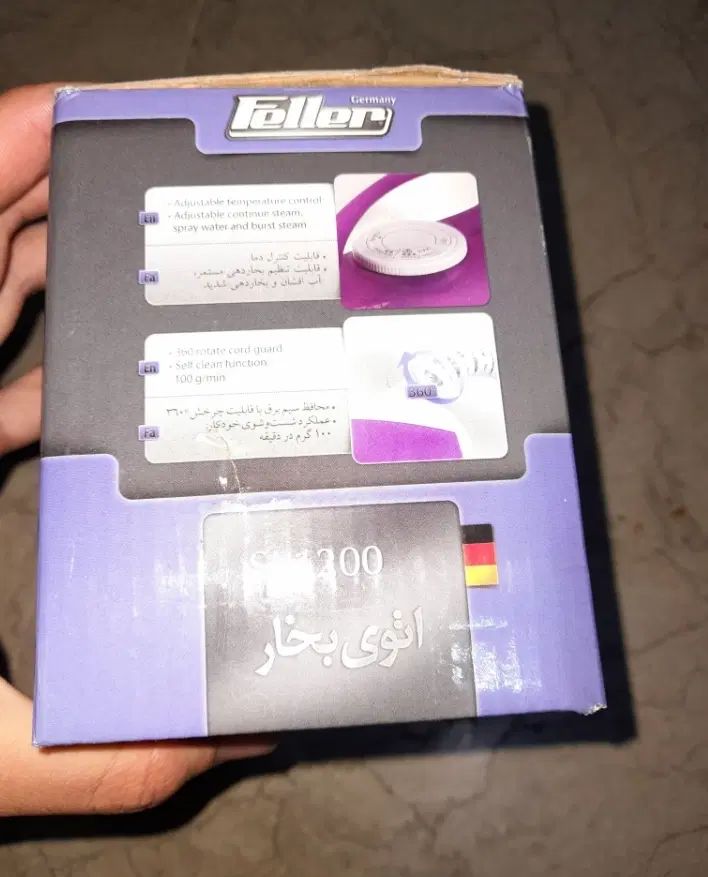 Feller
Germany
En
• Adjustable temperature control
• Adjustable continue steam,
spray water and burst steam
Fa
• قابلیت کنترل دما
• قابلیت تنظیم بخاردهی مستمر،
آب افشان و بخاردهی شدید
En
• 360 rotate cord guard
• Self clean function
100 g/min
Fa
• محافظ سیم برق با قابلیت چرخش ۳۶۰°
• عملکرد شست‌وشوی خودکار:
۱۰۰ گرم در دقیقه
360°
اتوی بخار